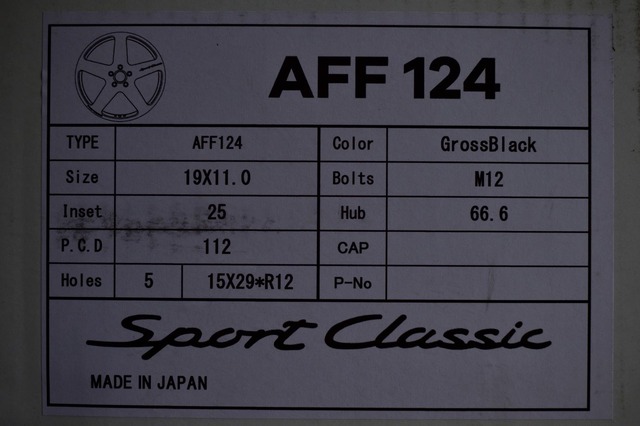 AFF 124
TYPE AFF124 Color GrossBlack
Size 19X11.0 Bolts M12
Inset 25 Hub 66.6
P.C.D 112 CAP
Holes 5 15X29*R12 P-No
Sport Classic
MADE IN JAPAN